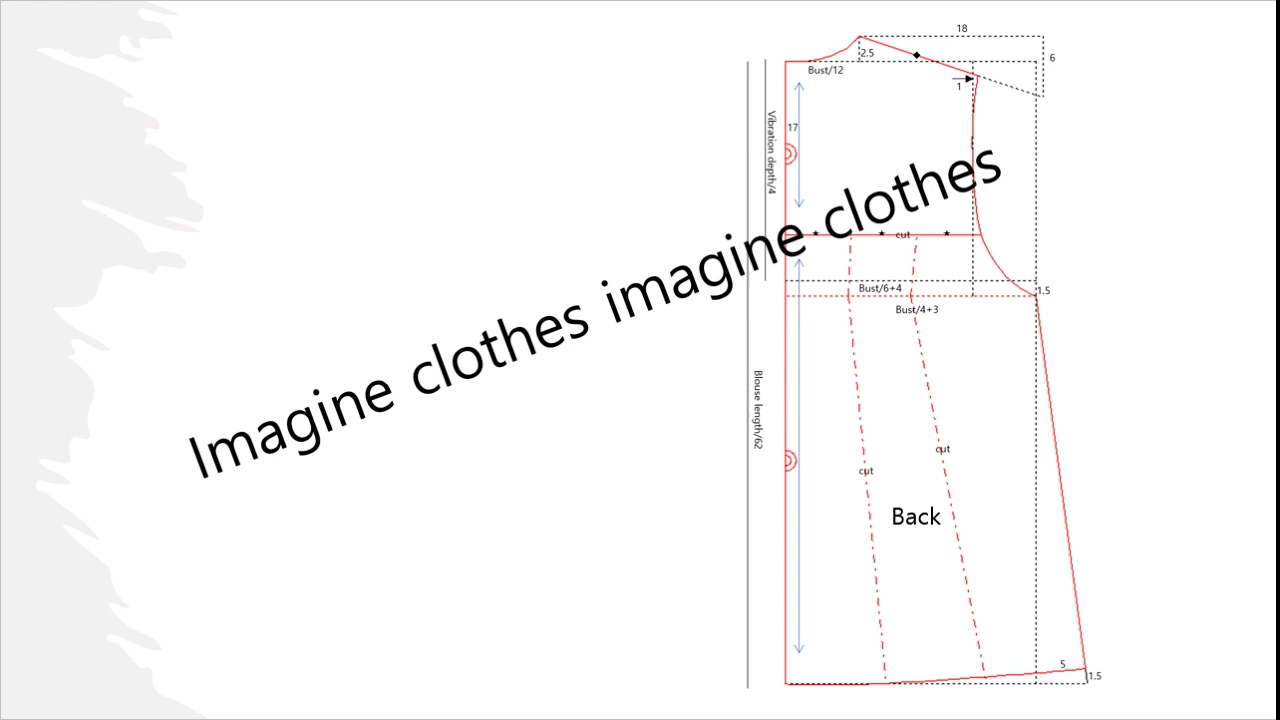 18
2.5
6
Bust/12
1
17
Vibration depth/4
Imagine clothes imagine clothes
cut
Bust/6+4
1.5
Bust/4+3
Blouse length/62
cut
cut
Back
5
1.5